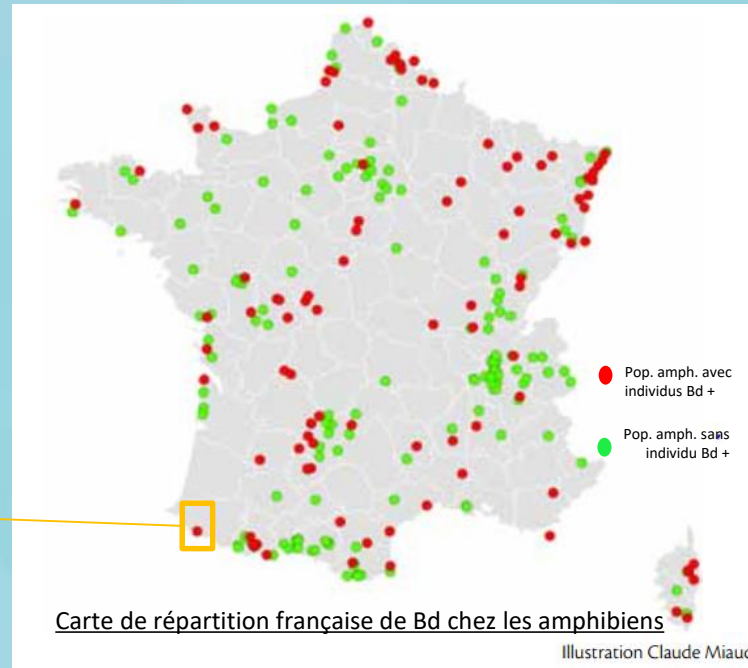 Pop. amph. avec
individus Bd +
Pop. amph. sans
individu Bd +
Carte de répartition française de Bd chez les amphibiens
Illustration Claude Miaud